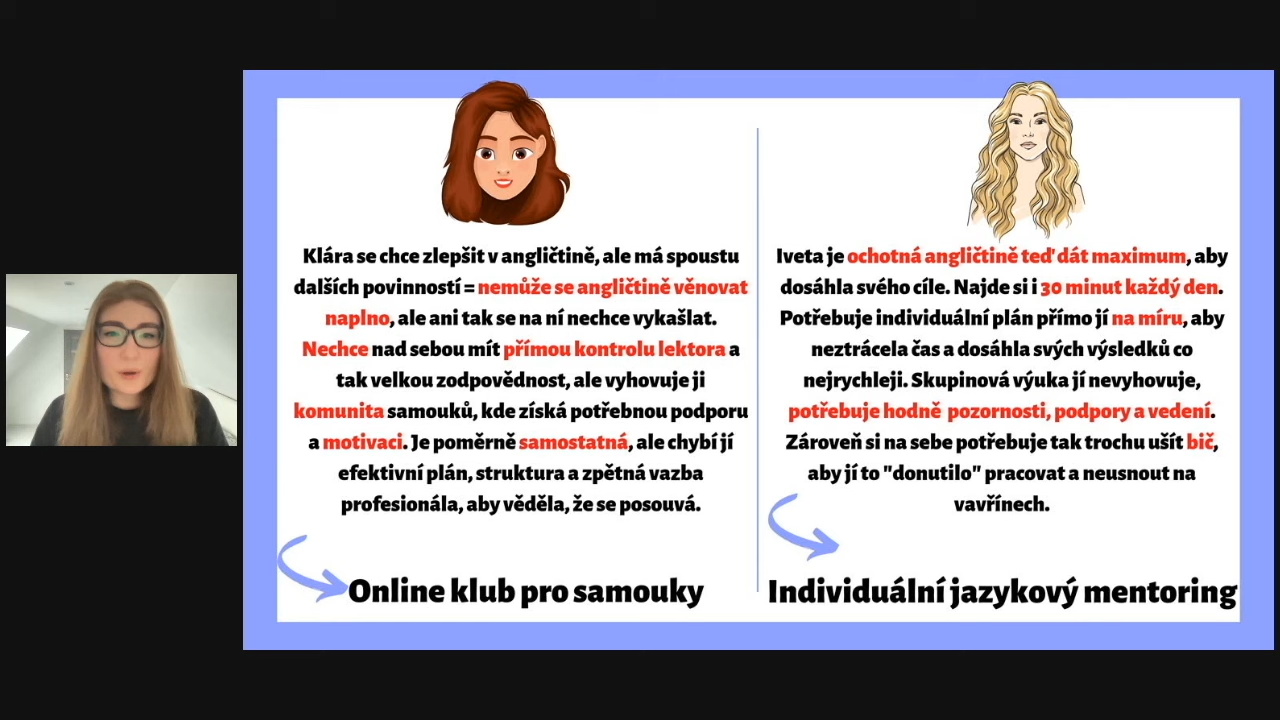 Klára se chce zlepšit v angličtině, ale má spoustu
dalších povinností = nemůže se angličtině věnovat
naplno, ale ani tak se na ní nechce vykašlat.
Nechce nad sebou mít přímou kontrolu lektora a
tak velkou zodpovědnost, ale vyhovuje ji
komunita samouků, kde získá potřebnou podporu
a motivaci. Je poměrně samostatná, ale chybí jí
efektivní plán, struktura a zpětná vazba
profesionála, aby věděla, že se posouvá.
Online klub pro samouky
Iveta je ochotná angličtině teď dát maximum, aby
dosáhla svého cíle. Najde si i 30 minut každý den.
Potřebuje individuální plán přímo jí na míru, aby
neztrácela čas a dosáhla svých výsledků co
nejrychleji. Skupinová výuka jí nevyhovuje,
potřebuje hodně pozornosti, podpory a vedení.
Zároveň si na sebe potřebuje tak trochu ušít bič,
aby jí to "donutilo" pracovat a neusnout na
vavřínech.
Individuální jazykový mentoring